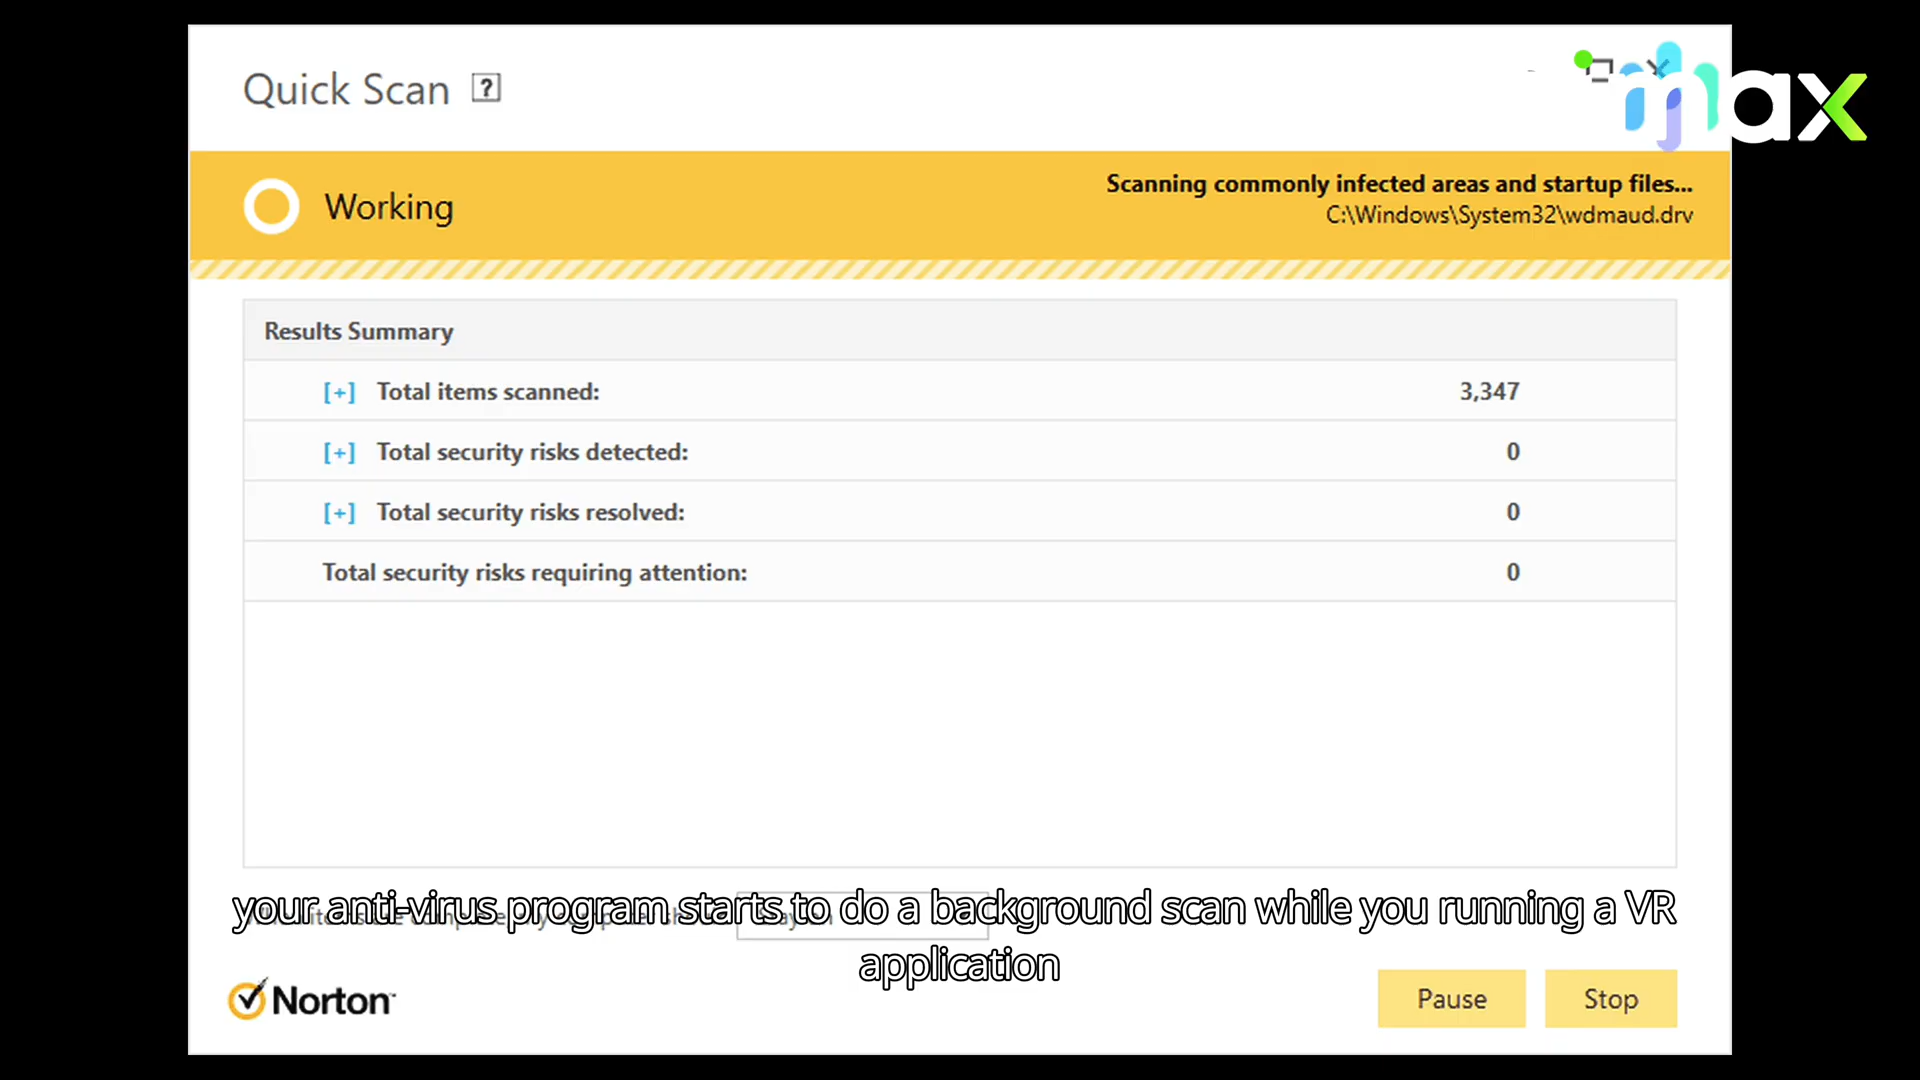 Quick Scan [?]
max
Working
Scanning commonly infected areas and startup files...
C:\Windows\System32\wdmaud.drv
Results Summary
[+] Total items scanned: 3,347
[+] Total security risks detected: 0
[+] Total security risks resolved: 0
Total security risks requiring attention: 0
your anti-virus program starts to do a background scan while you running a VR
application
Norton
Pause
Stop